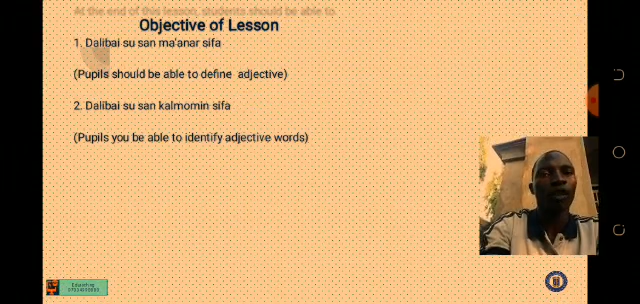 At the end of this lesson, students should be able to
Objective of Lesson
1. Dalibai su san ma'anar sifa
(Pupils should be able to define adjective)
2. Dalibai su san kalmomin sifa
(Pupils you be able to identify adjective words)